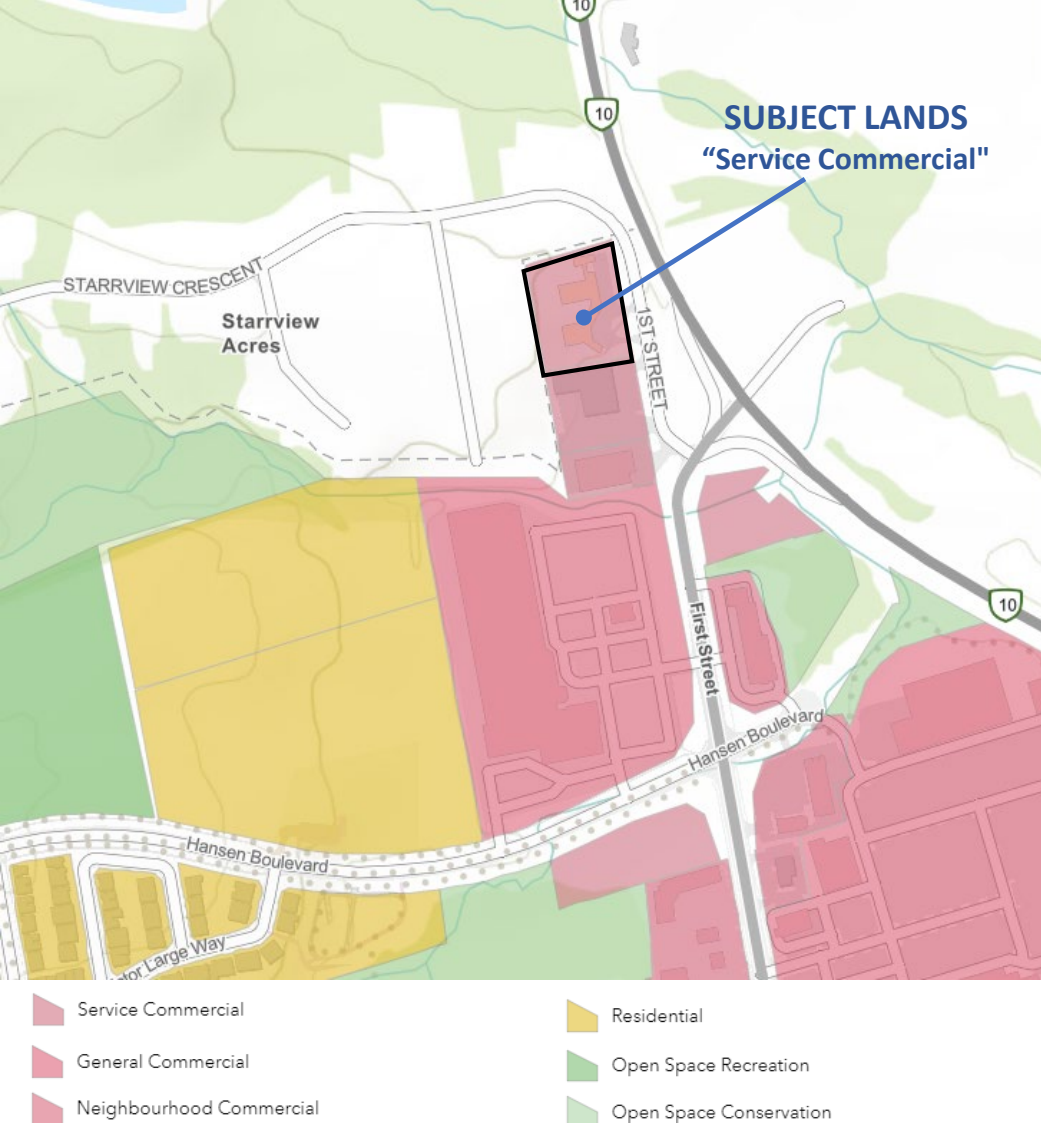 10
10
SUBJECT LANDS
“Service Commercial"
STARRVIEW CRESCENT
Starrview
Acres
1ST STREET
10
First Street
Hansen Boulevard
Hansen Boulevard
tor Large Way
Service Commercial
General Commercial
Neighbourhood Commercial
Residential
Open Space Recreation
Open Space Conservation